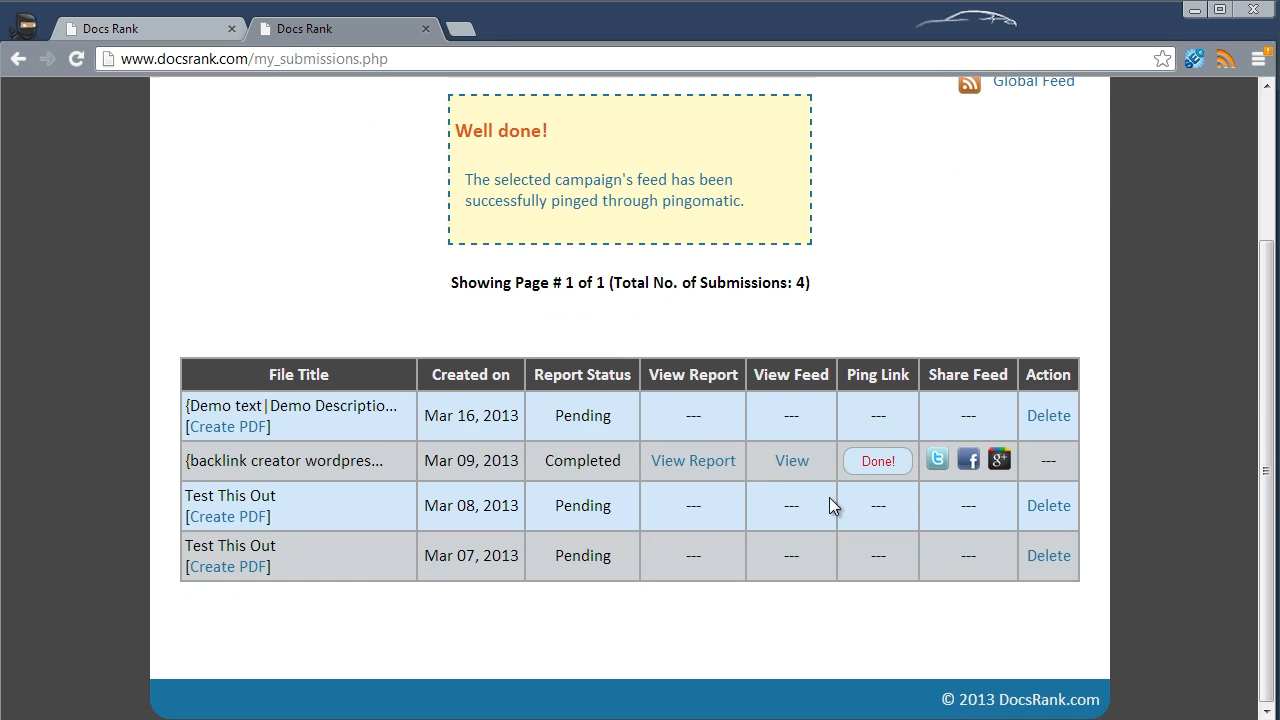 Docs Rank
Docs Rank
www.docsrank.com/my_submissions.php
Global Feed
Well done!
The selected campaign's feed has been
successfully pinged through pingomatic.
Showing Page # 1 of 1 (Total No. of Submissions: 4)
File Title Created on Report Status View Report View Feed Ping Link Share Feed Action
{Demo text|Demo Descriptio...
[Create PDF] Mar 16, 2013 Pending --- --- --- --- Delete
{backlink creator wordpres... Mar 09, 2013 Completed View Report View Done! ---
Test This Out
[Create PDF] Mar 08, 2013 Pending --- --- --- --- Delete
Test This Out
[Create PDF] Mar 07, 2013 Pending --- --- --- --- Delete
© 2013 DocsRank.com